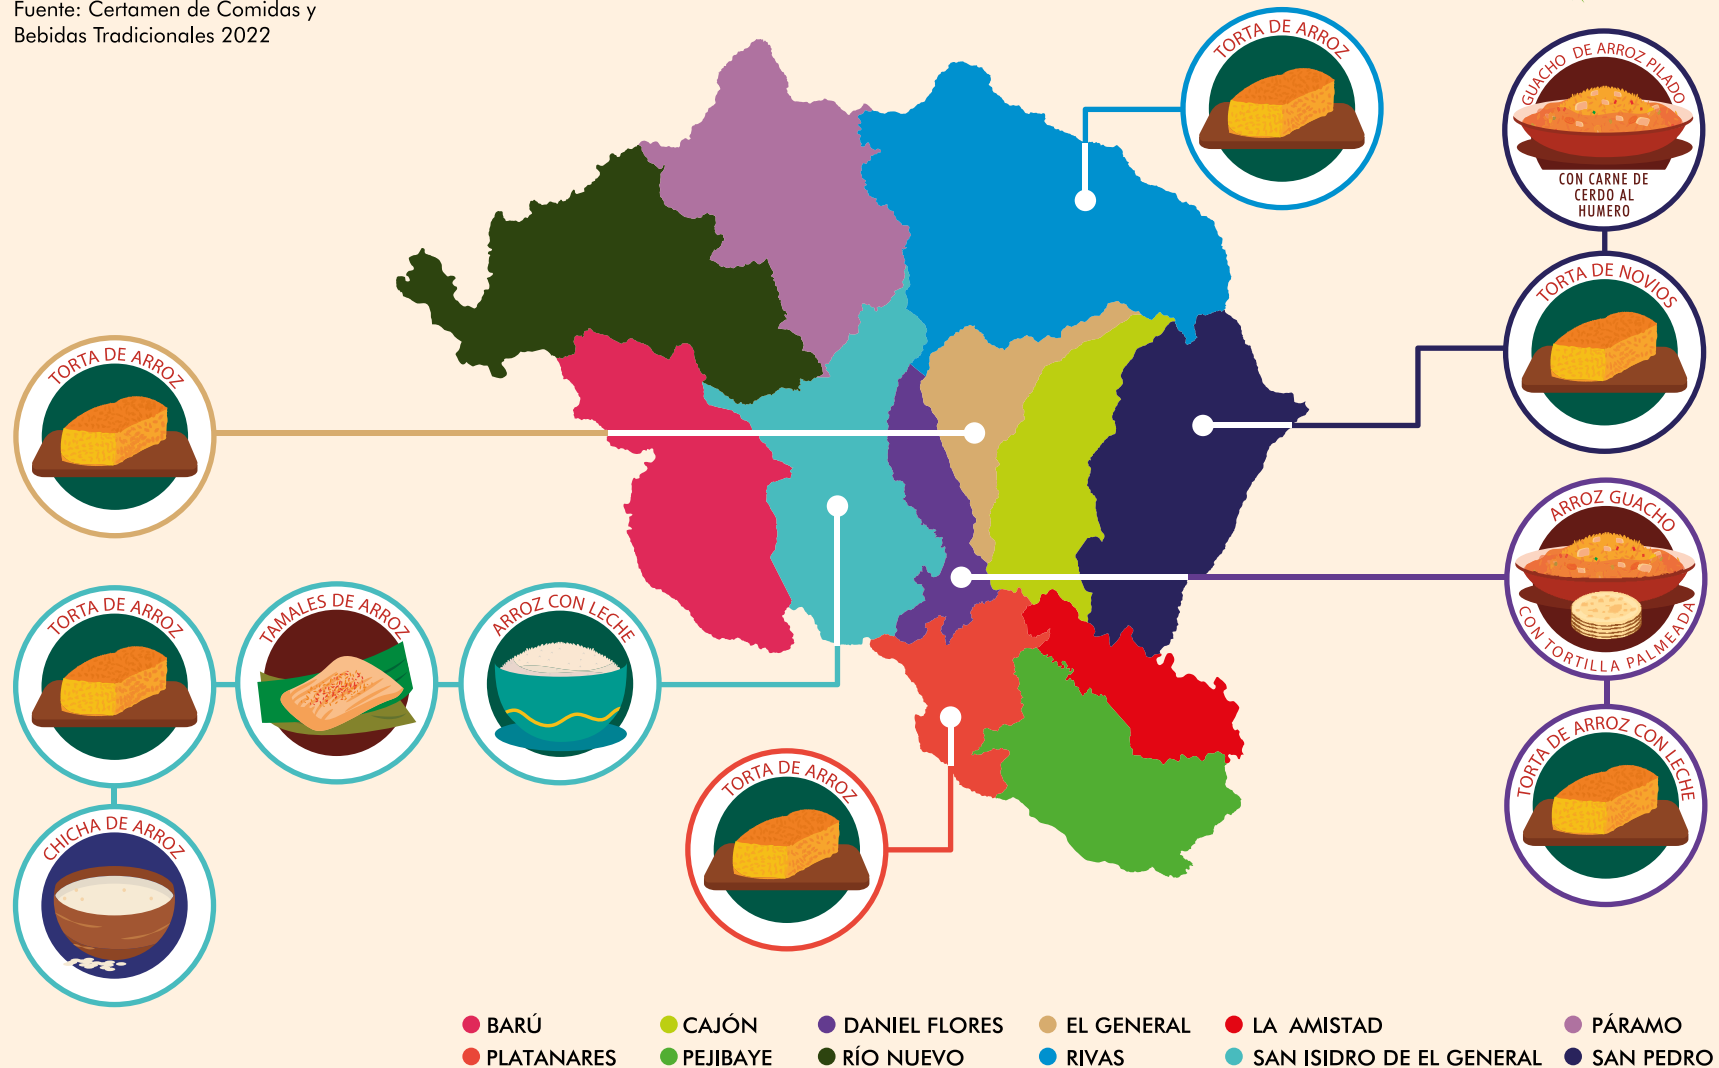 Fuente: Certamen de Comidas y
Bebidas Tradicionales 2022
TORTA DE ARROZ
GUACHO DE ARROZ PILADO
CON CARNE DE
CERDO AL
HUMERO
TORTA DE NOVIOS
TORTA DE ARROZ
ARROZ GUACHO
CON TORTILLA PALMEADA
TORTA DE ARROZ
TAMALES DE ARROZ
ARROZ CON LECHE
TORTA DE ARROZ CON LECHE
TORTA DE ARROZ
CHICHA DE ARROZ
BARÚ
CAJÓN
DANIEL FLORES
EL GENERAL
LA AMISTAD
PÁRAMO
PLATANARES
PEJIBAYE
RÍO NUEVO
RIVAS
SAN ISIDRO DE EL GENERAL
SAN PEDRO